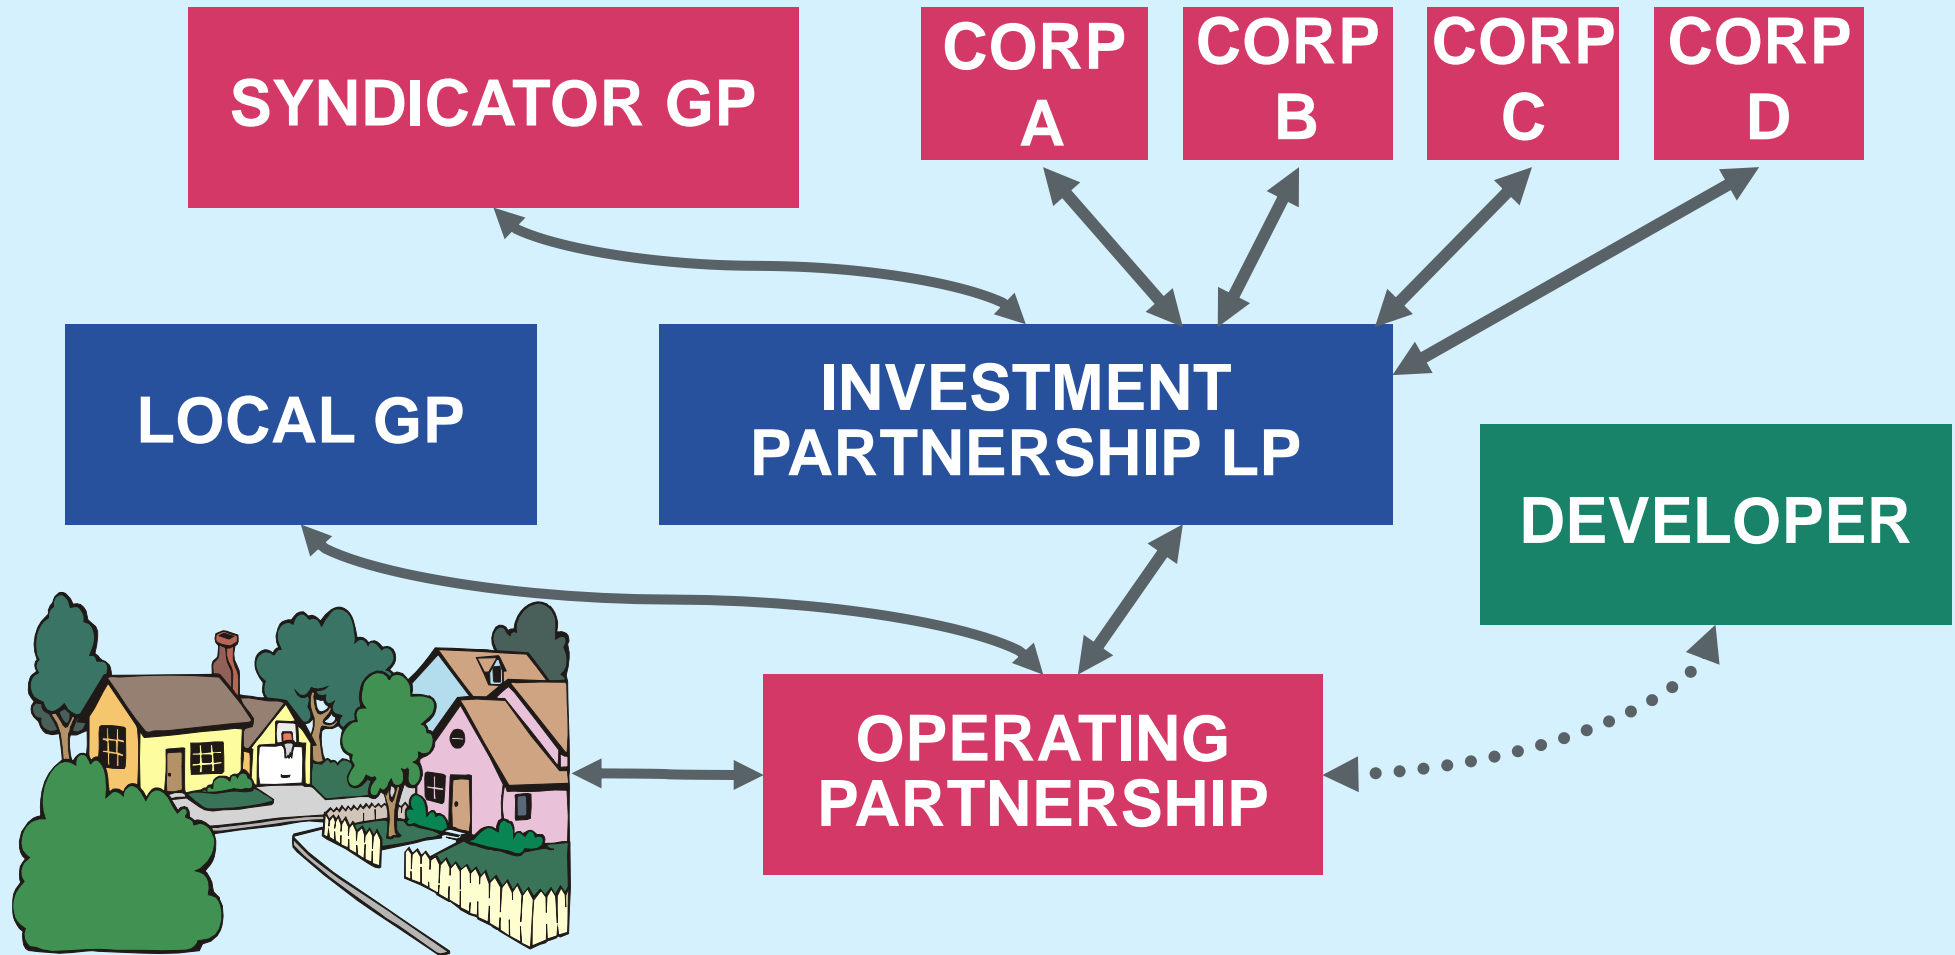 SYNDICATOR GP
CORP
A
CORP
B
CORP
C
CORP
D
LOCAL GP
INVESTMENT
PARTNERSHIP LP
DEVELOPER
OPERATING
PARTNERSHIP